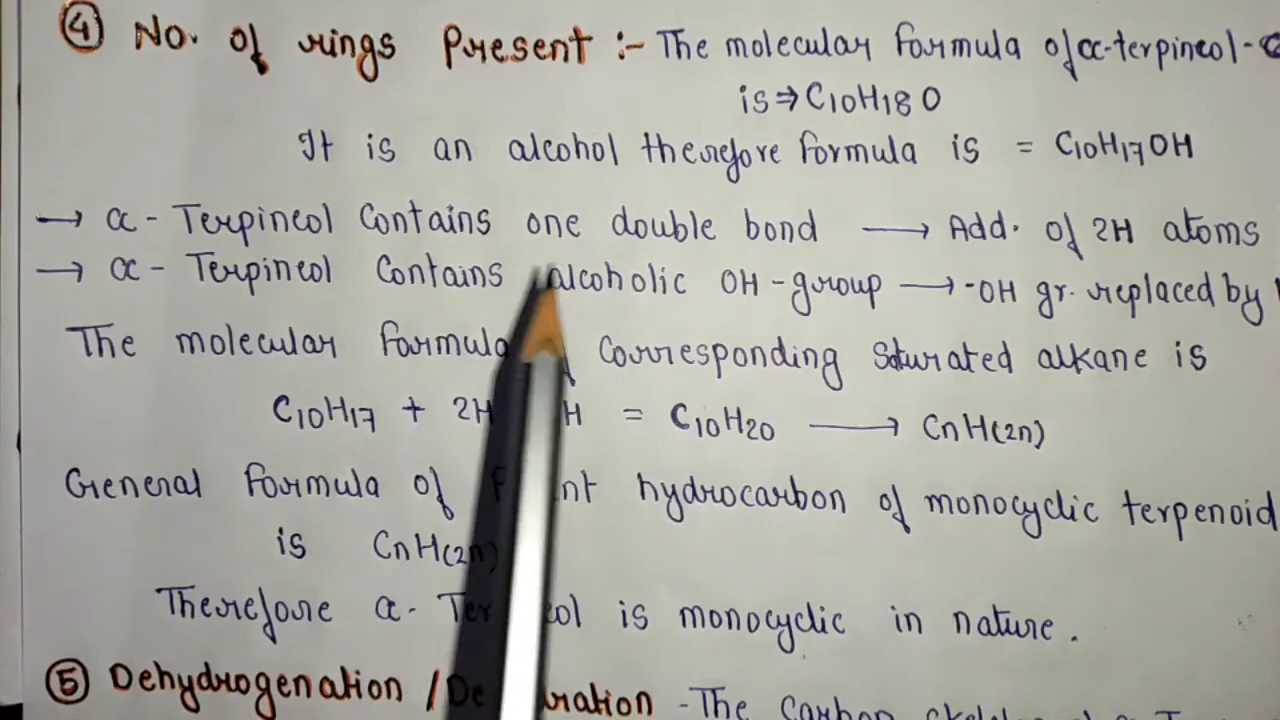 ④ No. of rings Present :- The molecular formula of α-terpineol-
is ⇒ C10H18O
It is an alcohol therefore formula is = C10H17OH
→ α - Terpineol Contains one double bond → Add. of 2H atoms
→ α - Terpineol Contains alcoholic OH - group → -OH gr. replaced by
The molecular formula Corresponding Saturated alkane is
C10H17 + 2H H = C10H20 → CnH(2n)
General formula of hydrocarbon of monocyclic terpenoid
is CnH(2n)
Therefore α - is monocyclic in nature.
⑤ Dehydrogenation / - The Carbon